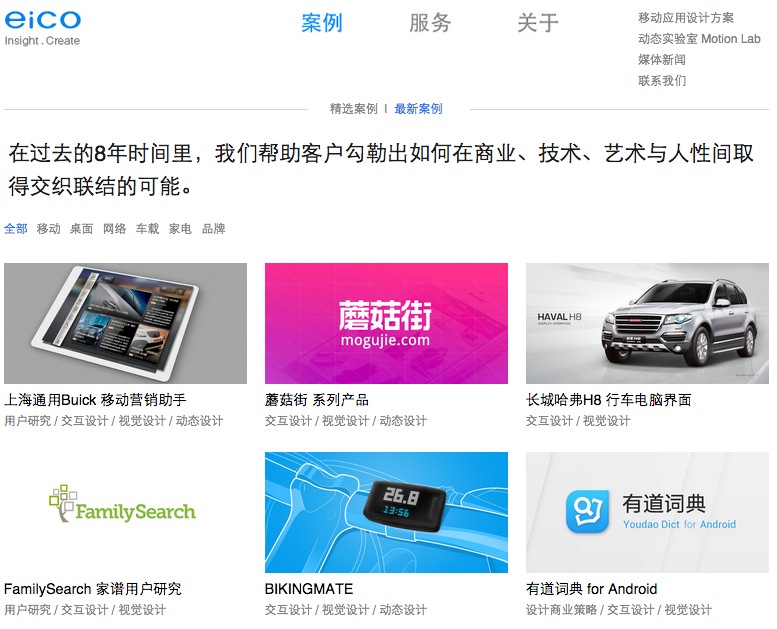 eico
Insight . Create
案例
服务
关于
移动应用设计方案
动态实验室 Motion Lab
媒体新闻
联系我们
精选案例 | 最新案例
在过去的8年时间里，我们帮助客户勾勒出如何在商业、技术、艺术与人性间取
得交织联结的可能。
全部 移动 桌面 网络 车载 家电 品牌
蘑菇街
mogujie.com
HAVAL H8
DISPLAY INTERFACE
上海通用Buick 移动营销助手
用户研究 / 交互设计 / 视觉设计 / 动态设计
蘑菇街 系列产品
交互设计 / 视觉设计 / 动态设计
长城哈弗H8 行车电脑界面
交互设计 / 视觉设计
FamilySearch
26.8
13:56
有道词典
Youdao Dict for Android
FamilySearch 家谱用户研究
用户研究 / 交互设计 / 视觉设计
BIKINGMATE
交互设计 / 视觉设计 / 动态设计
有道词典 for Android
设计商业策略 / 交互设计 / 视觉设计